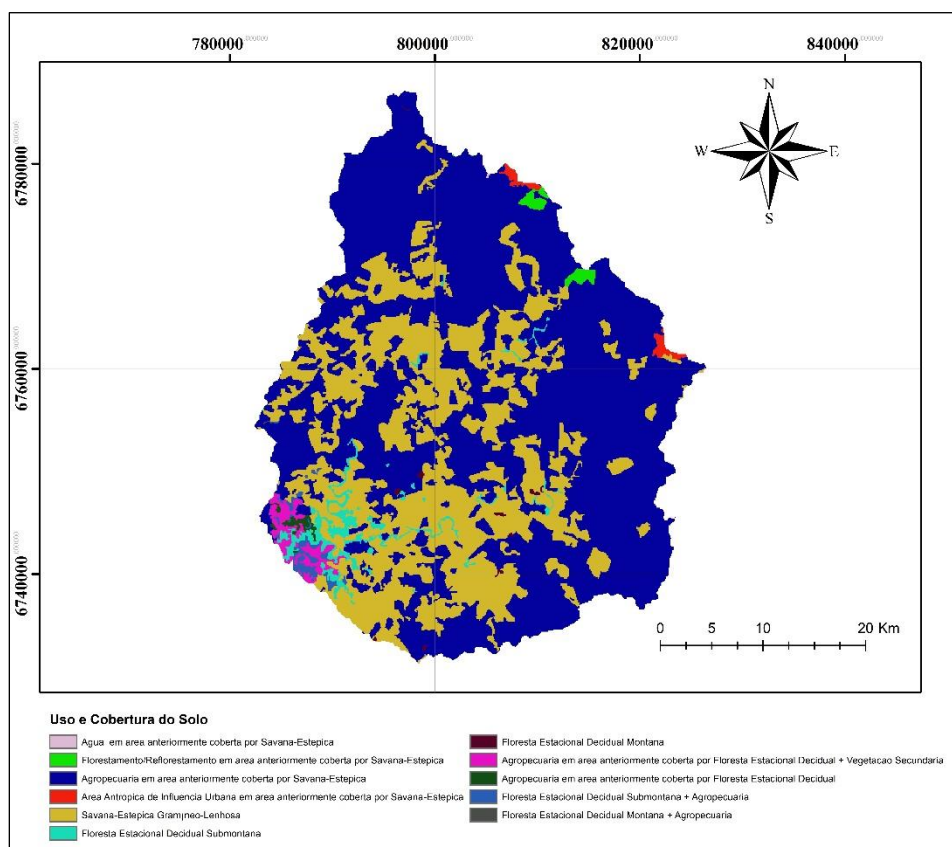 780000 800000 820000 840000
N
W E
S
6780000
6760000
6740000
0 5 10 20 Km
Uso e Cobertura do Solo
Agua em area anteriormente coberta por Savana-Estepica
Florestamento/Reflorestamento em area anteriormente coberta por Savana-Estepica
Agropecuaria em area anteriormente coberta por Savana-Estepica
Area Antropica de Influencia Urbana em area anteriormente coberta por Savana-Estepica
Savana-Estepica Gramineo-Lenhosa
Floresta Estacional Decidual Submontana
Floresta Estacional Decidual Montana
Agropecuaria em area anteriormente coberta por Floresta Estacional Decidual + Vegetacao Secundaria
Agropecuaria em area anteriormente coberta por Floresta Estacional Decidual
Floresta Estacional Decidual Submontana + Agropecuaria
Floresta Estacional Decidual Montana + Agropecuaria